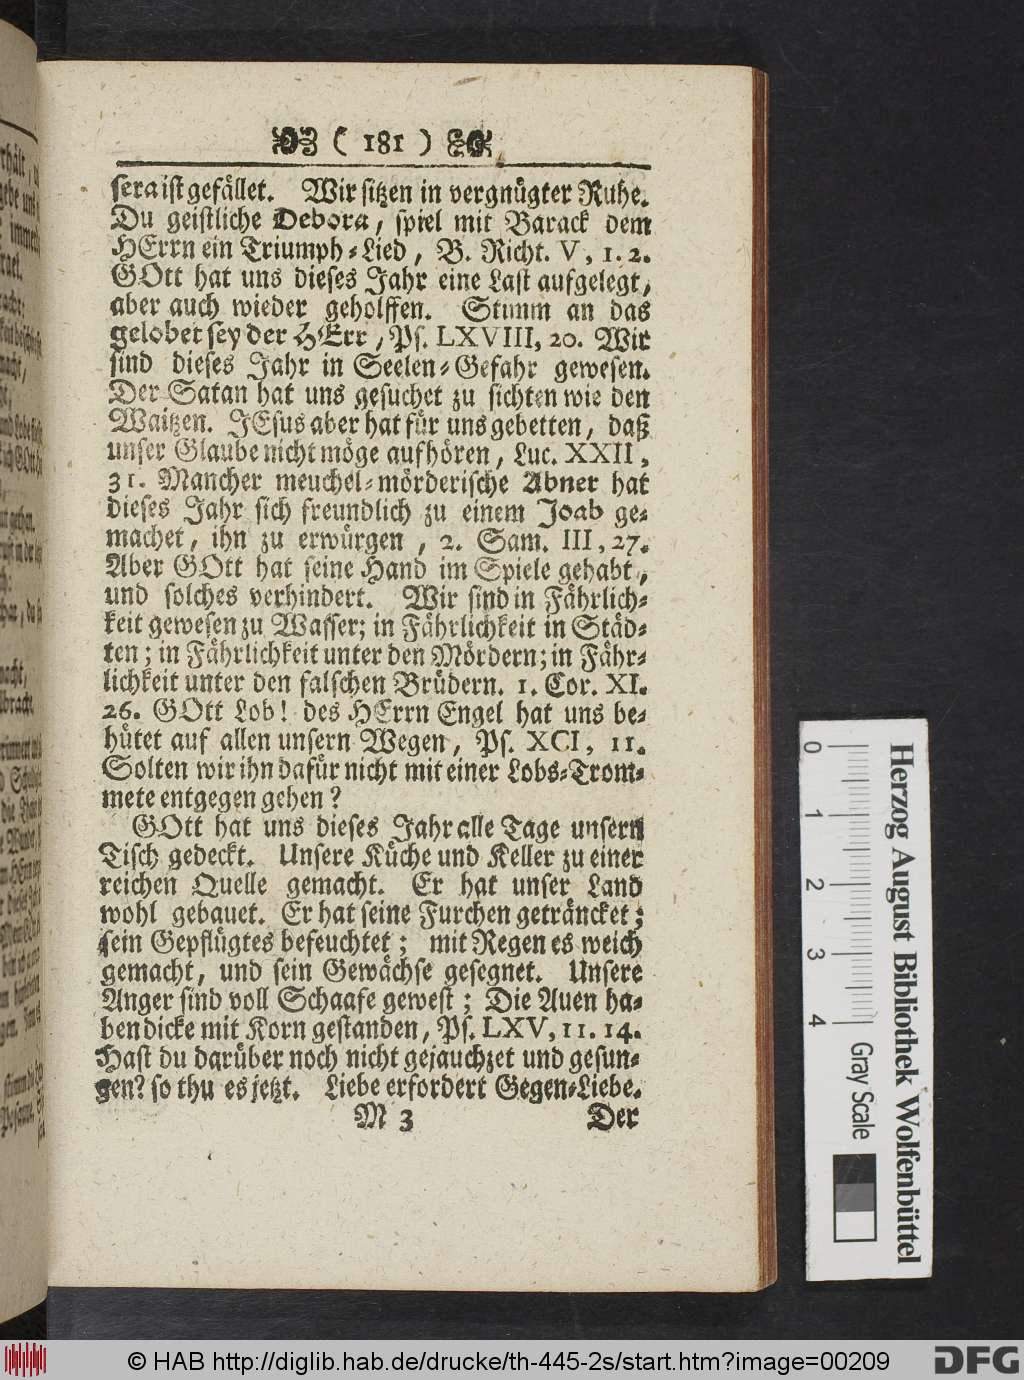 ( 181 )
sera ist gefället. Wir sitzen in vergnügter Ruhe.
Du geistliche Debora, spiel mit Barack dem
HErrn ein Triumph-Lied, B. Richt. V, 1. 2.
GOtt hat uns dieses Jahr eine Last aufgelegt,
aber auch wieder geholffen. Stimm an das
gelobet sey der HErr, Ps. LXVIII, 20. Wir
sind dieses Jahr in Seelen-Gefahr gewesen.
Der Satan hat uns gesuchet zu sichten wie den
Waitzen. JEsus aber hat für uns gebetten, daß
unser Glaube nicht möge aufhören, Luc. XXII,
31. Mancher meuchel-mörderische Abner hat
dieses Jahr sich freundlich zu einem Joab ge-
machet, ihn zu erwürgen, 2. Sam. III, 27.
Aber GOtt hat seine Hand im Spiele gehabt,
und solches verhindert. Wir sind in Fährlich-
keit gewesen zu Wasser; in Fährlichkeit in Städ-
ten; in Fährlichkeit unter den Mördern; in Fähr-
lichkeit unter den falschen Brüdern. 1. Cor. XI.
26. GOtt Lob! des HErrn Engel hat uns be-
hütet auf allen unsern Wegen, Ps. XCI, 11.
Solten wir ihn dafür nicht mit einer Lobs-Trom-
mete entgegen gehen?
GOtt hat uns dieses Jahr alle Tage unsern
Tisch gedeckt. Unsere Küche und Keller zu einer
reichen Quelle gemacht. Er hat unser Land
wohl gebauet. Er hat seine Furchen geträncket;
sein Gepflügtes befeuchtet; mit Regen es weich
gemacht, und sein Gewächse gesegnet. Unsere
Anger sind voll Schaafe gewest; Die Auen ha-
ben dicke mit Korn gestanden, Ps. LXV, 11. 14.
Hast du darüber noch nicht gejauchzet und gesun-
gen? so thu es jetzt. Liebe erfordert Gegen-Liebe.
M 3 Der
0 1 2 3 4 Gray Scale
Herzog August Bibliothek Wolfenbüttel
© HAB http://diglib.hab.de/drucke/th-445-2s/start.htm?image=00209
DFG